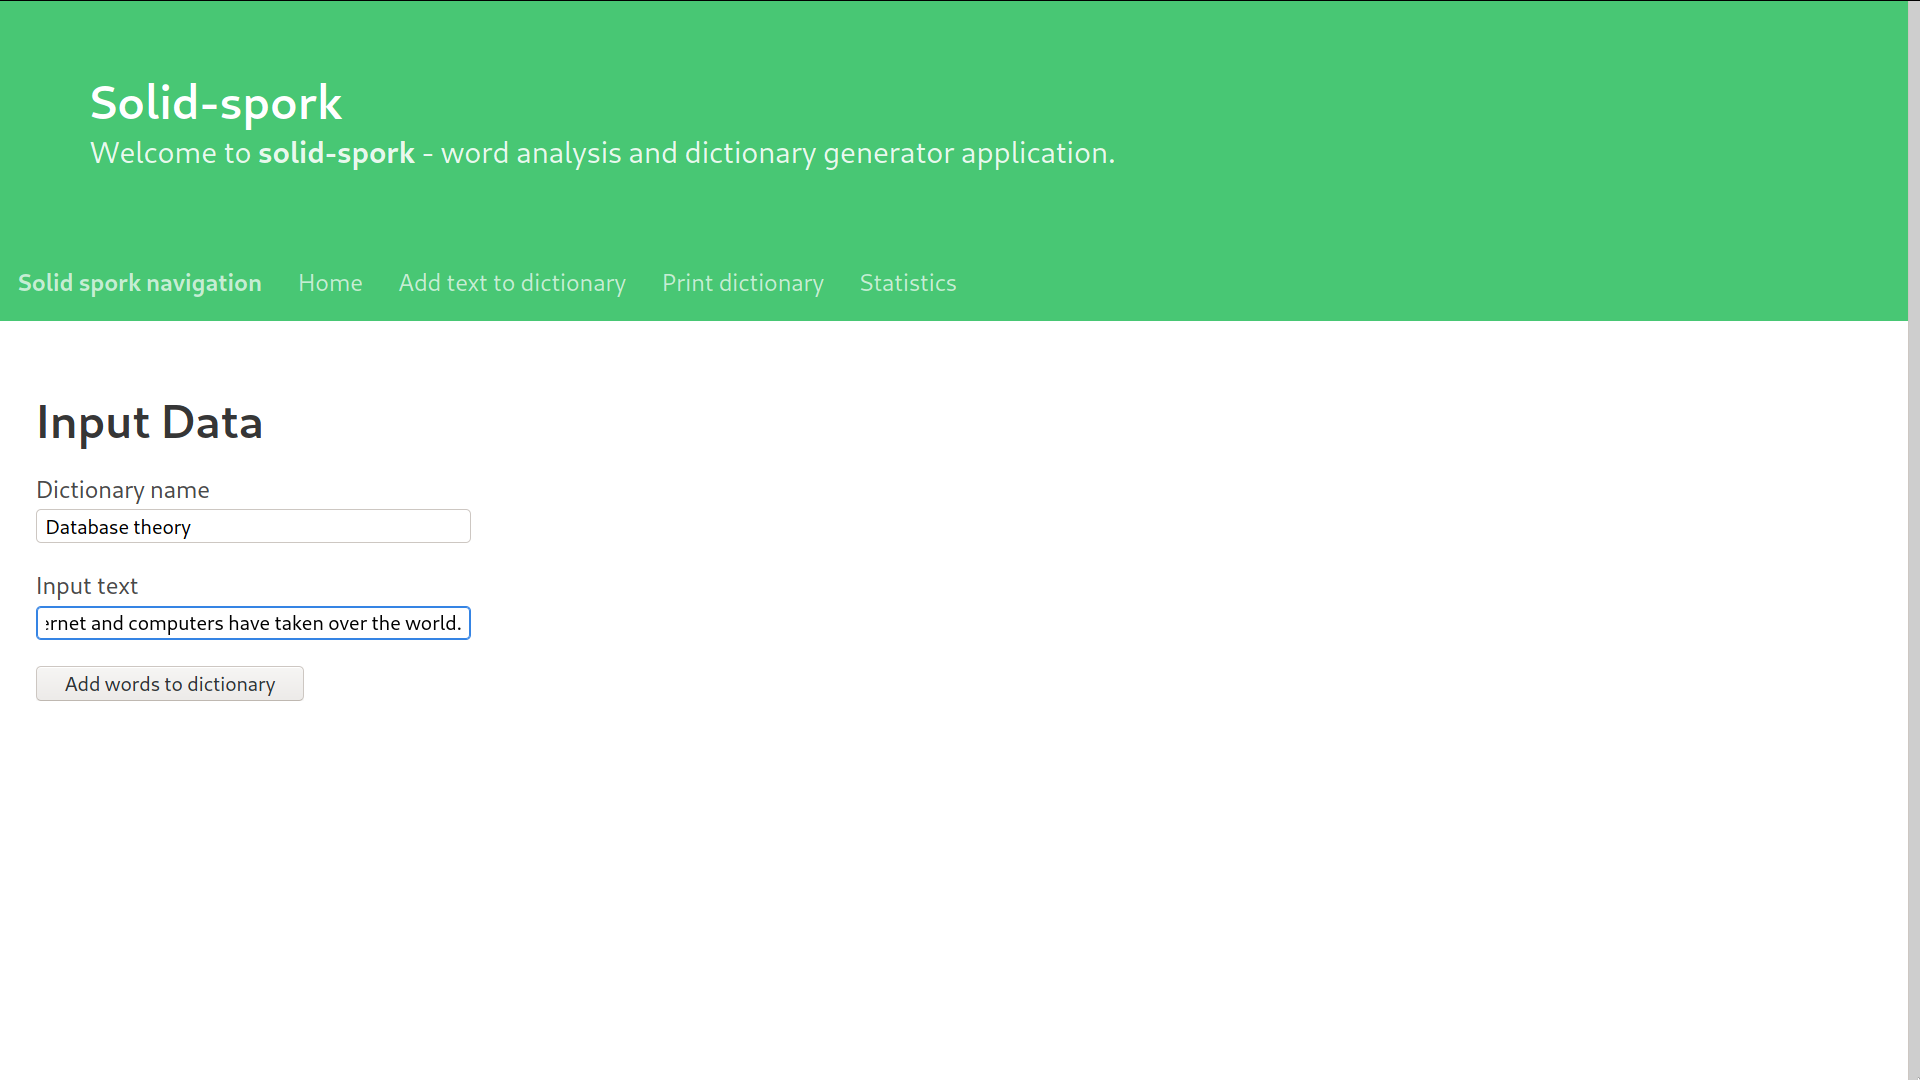 Solid-spork
Welcome to solid-spork - word analysis and dictionary generator application.
Solid spork navigation Home Add text to dictionary Print dictionary Statistics
Input Data
Dictionary name
Database theory
Input text
and computers have taken over the world.
Add words to dictionary